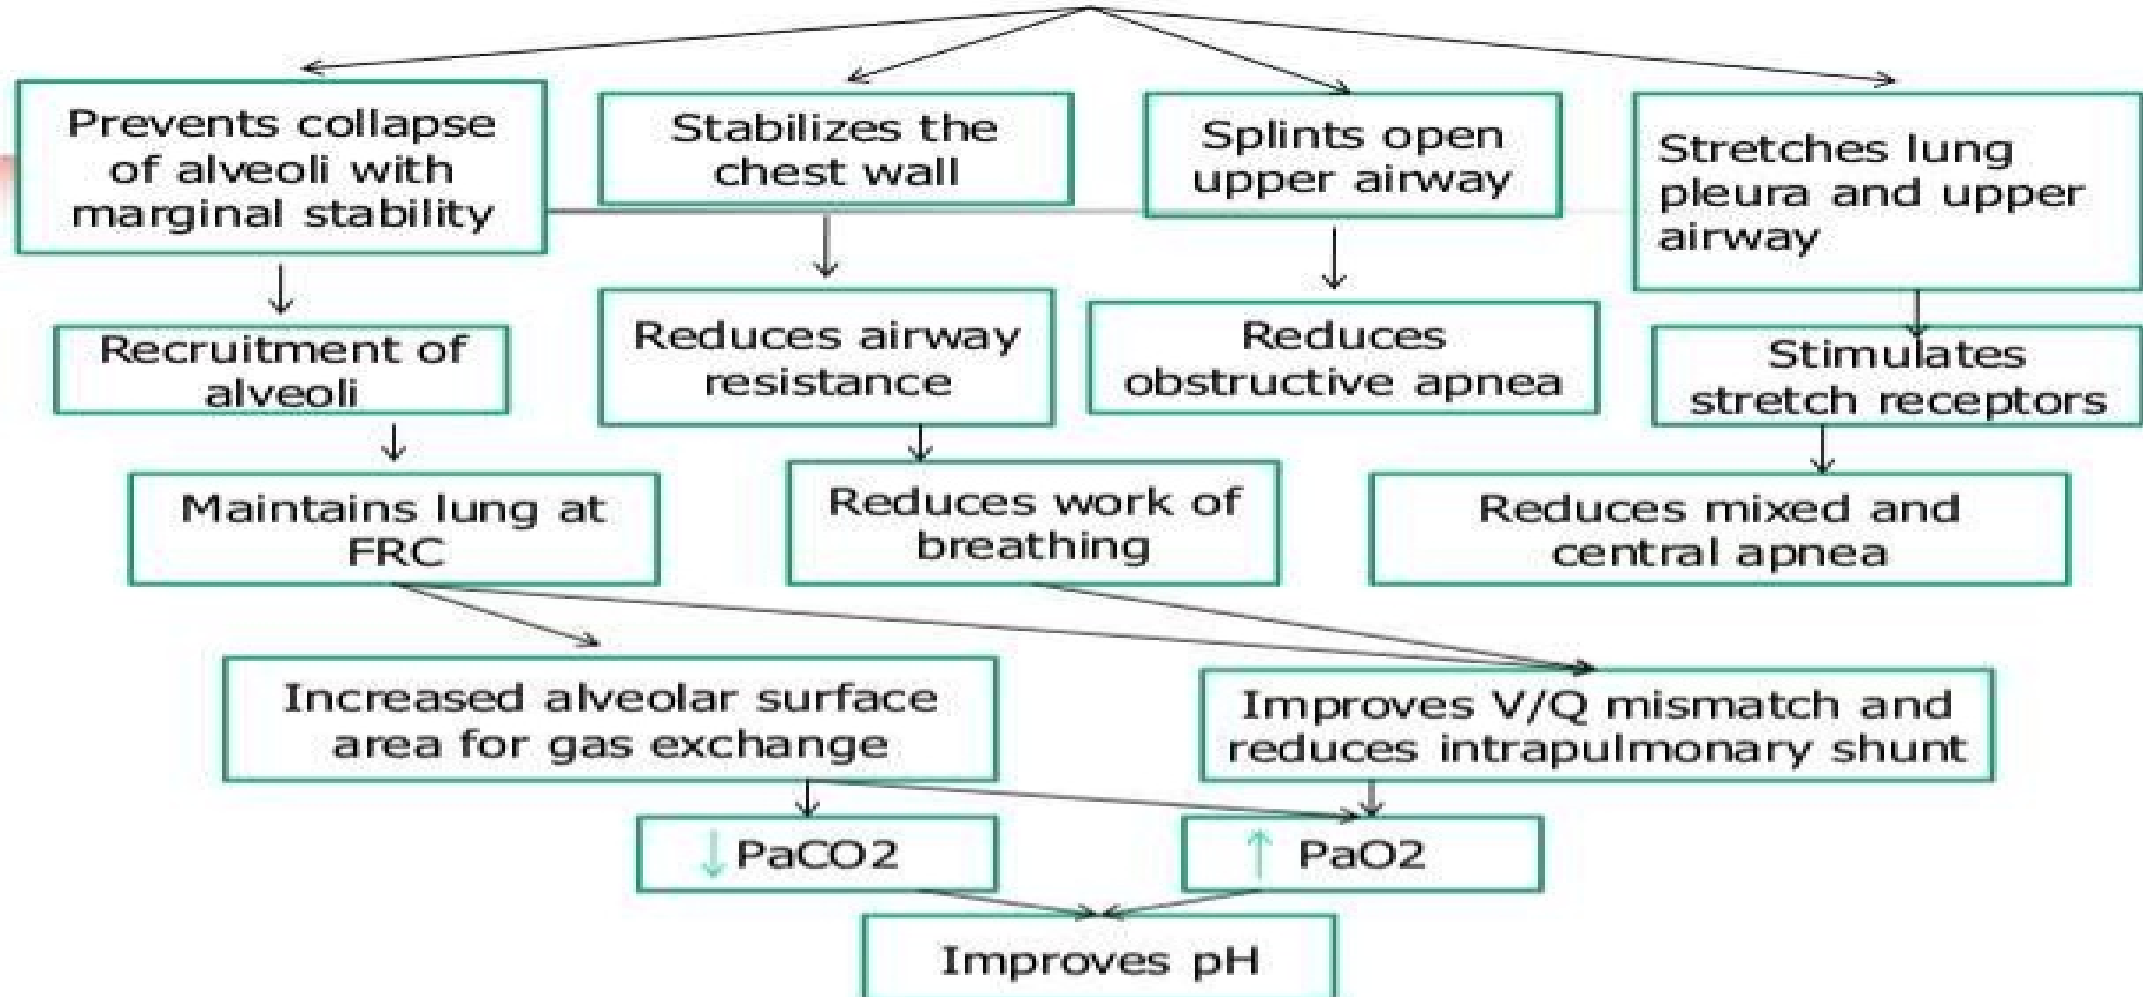 Prevents collapse
of alveoli with
marginal stability
Stabilizes the
chest wall
Splints open
upper airway
Stretches lung
pleura and upper
airway
Recruitment of
alveoli
Reduces airway
resistance
Reduces
obstructive apnea
Stimulates
stretch receptors
Maintains lung at
FRC
Reduces work of
breathing
Reduces mixed and
central apnea
Increased alveolar surface
area for gas exchange
Improves V/Q mismatch and
reduces intrapulmonary shunt
↓ PaCO2
↑ PaO2
Improves pH